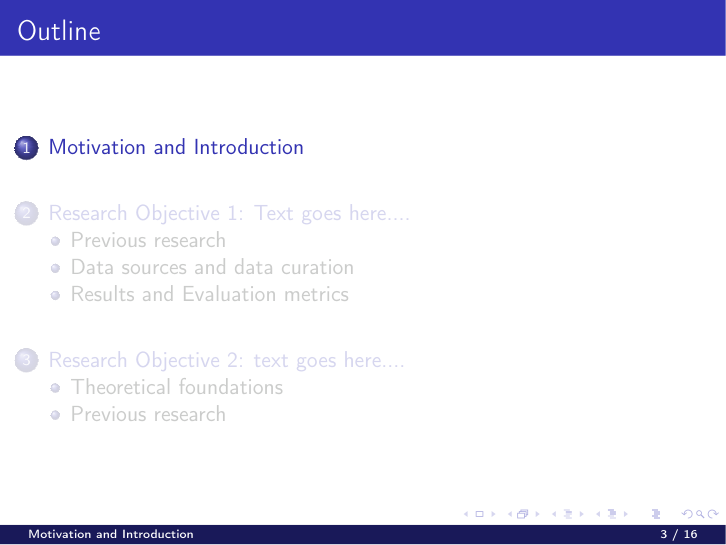 Outline
1 Motivation and Introduction
2 Research Objective 1: Text goes here....
Previous research
Data sources and data curation
Results and Evaluation metrics
3 Research Objective 2: text goes here....
Theoretical foundations
Previous research
Motivation and Introduction 3 / 16